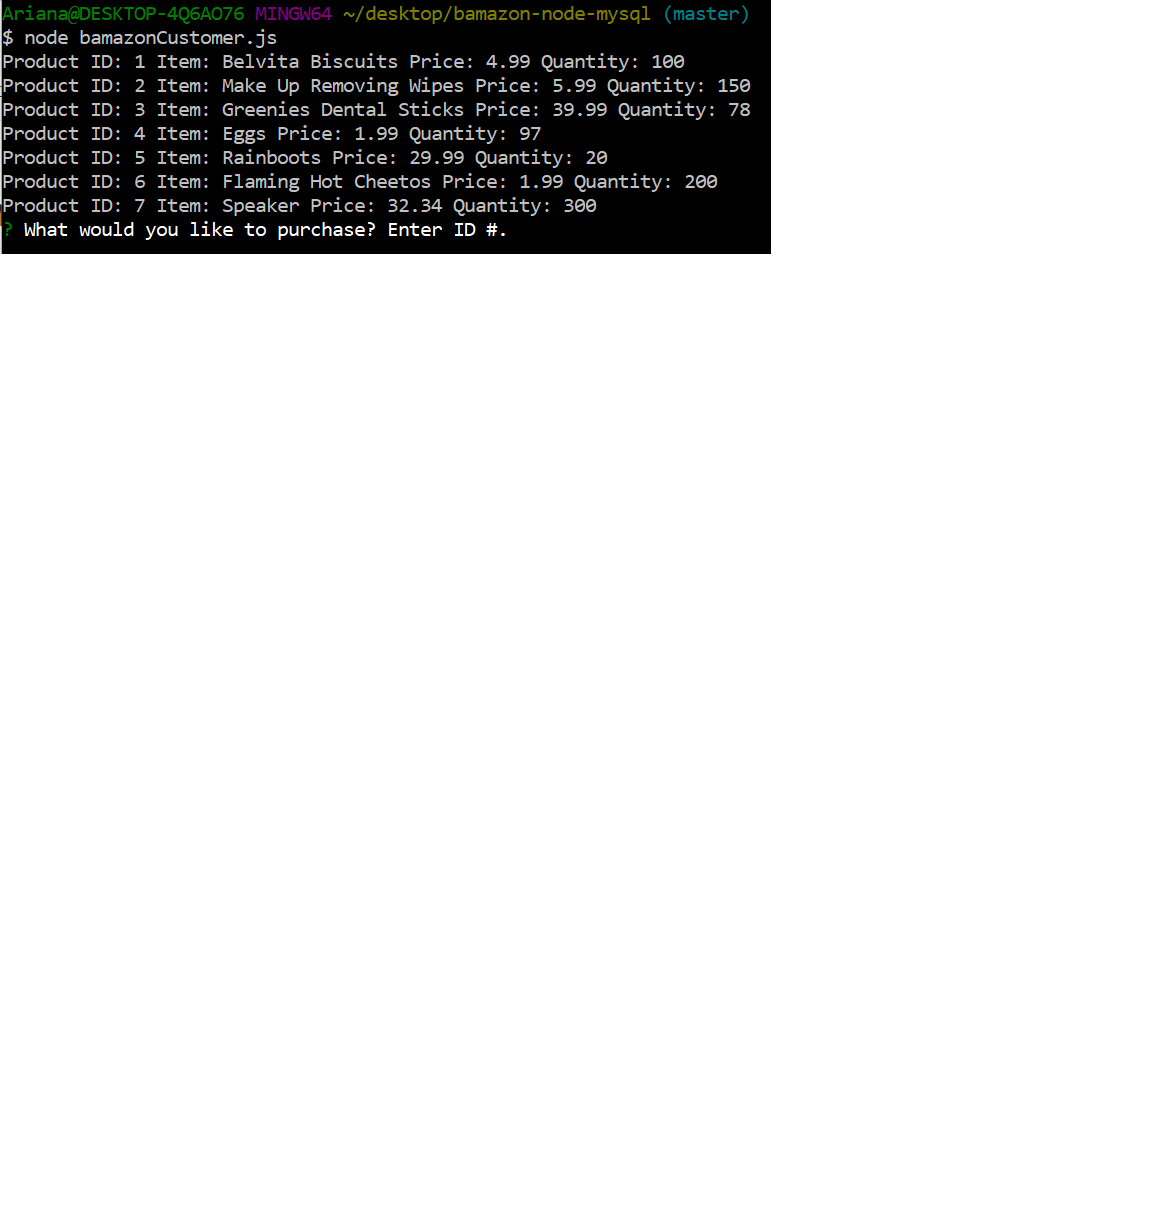 Ariana@DESKTOP-4Q6AO76 MINGW64 ~/desktop/bamazon-node-mysql (master)
$ node bamazonCustomer.js
Product ID: 1 Item: Belvita Biscuits Price: 4.99 Quantity: 100
Product ID: 2 Item: Make Up Removing Wipes Price: 5.99 Quantity: 150
Product ID: 3 Item: Greenies Dental Sticks Price: 39.99 Quantity: 78
Product ID: 4 Item: Eggs Price: 1.99 Quantity: 97
Product ID: 5 Item: Rainboots Price: 29.99 Quantity: 20
Product ID: 6 Item: Flaming Hot Cheetos Price: 1.99 Quantity: 200
Product ID: 7 Item: Speaker Price: 32.34 Quantity: 300
? What would you like to purchase? Enter ID #.